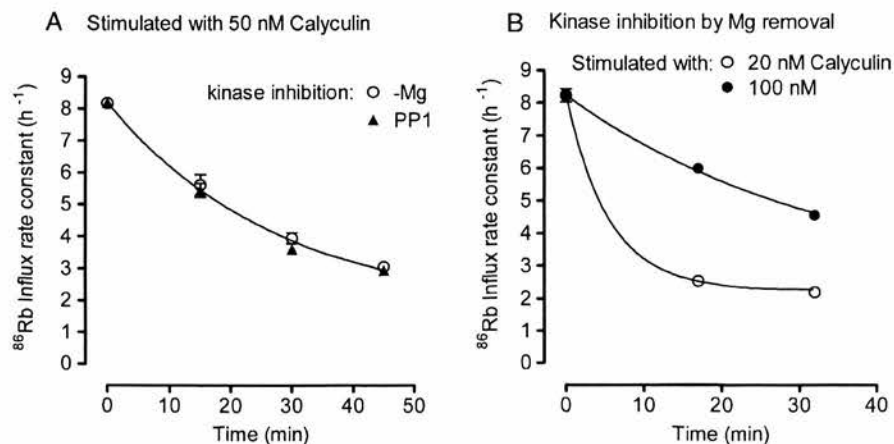 A Stimulated with 50 nM Calyculin
kinase inhibition: -Mg
PP1
⁸⁶Rb Influx rate constant (h⁻¹)
9
8
7
6
5
4
3
2
1
0
0 10 20 30 40 50
Time (min)
B Kinase inhibition by Mg removal
Stimulated with: 20 nM Calyculin
100 nM
⁸⁶Rb Influx rate constant (h⁻¹)
9
8
7
6
5
4
3
2
1
0
0 10 20 30 40
Time (min)